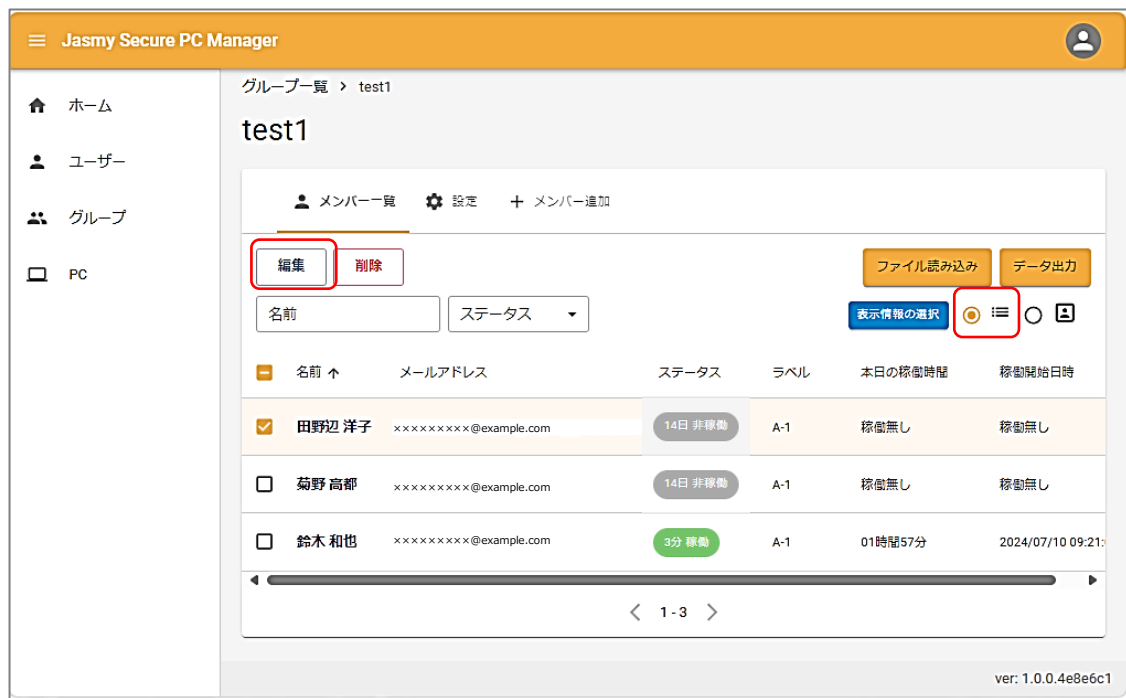 Jasmy Secure PC Manager
ホーム
ユーザー
グループ
PC
グループ一覧 > test1
test1
メンバー一覧 設定 メンバー追加
編集 削除 ファイル読み込み データ出力
名前 ステータス 表示情報の選択
名前 メールアドレス ステータス ラベル 本日の稼働時間 稼働開始日時
田野辺 洋子 ×××××××××@example.com 14日 非稼働 A-1 稼働無し 稼働無し
菊野 高都 ×××××××××@example.com 14日 非稼働 A-1 稼働無し 稼働無し
鈴木 和也 ×××××××××@example.com 3分 稼働 A-1 01時間57分 2024/07/10 09:21:
1 - 3
ver: 1.0.0.4e8e6c1